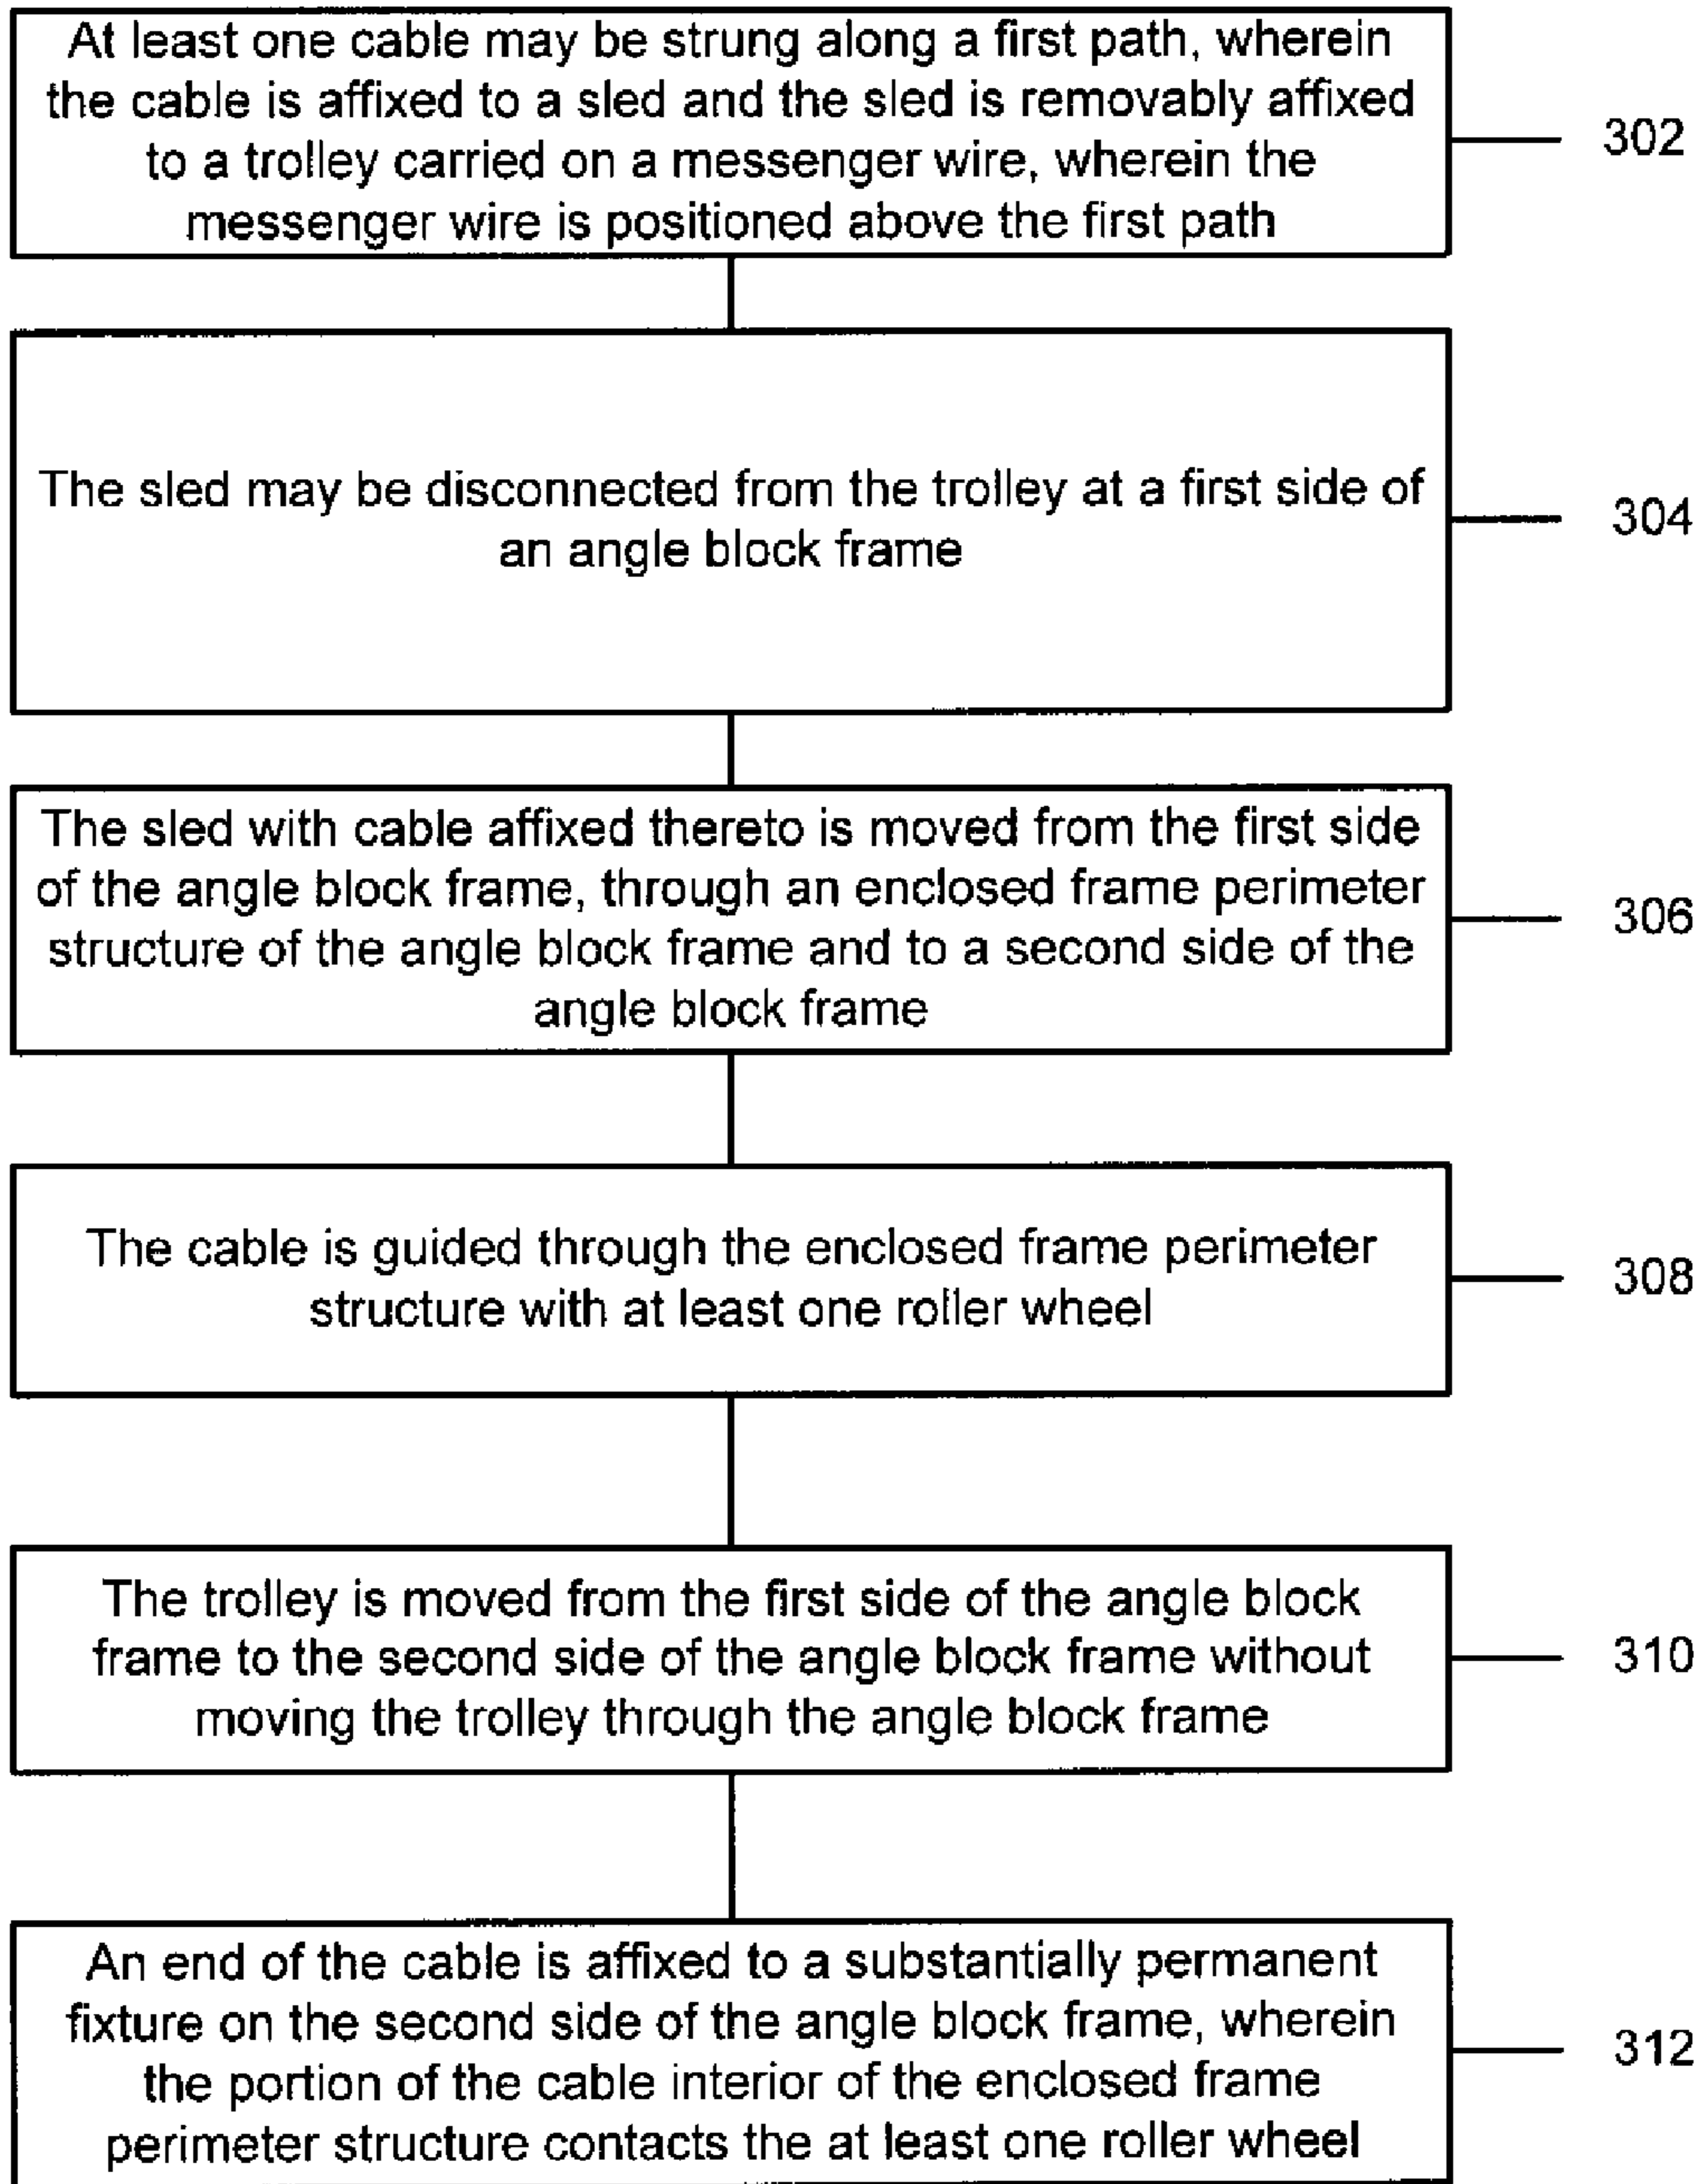 At least one cable may be strung along a first path, wherein
the cable is affixed to a sled and the sled is removably affixed
to a trolley carried on a messenger wire, wherein the
messenger wire is positioned above the first path
302
The sled may be disconnected from the trolley at a first side of
an angle block frame
304
The sled with cable affixed thereto is moved from the first side
of the angle block frame, through an enclosed frame perimeter
structure of the angle block frame and to a second side of the
angle block frame
306
The cable is guided through the enclosed frame perimeter
structure with at least one roller wheel
308
The trolley is moved from the first side of the angle block
frame to the second side of the angle block frame without
moving the trolley through the angle block frame
310
An end of the cable is affixed to a substantially permanent
fixture on the second side of the angle block frame, wherein
the portion of the cable interior of the enclosed frame
perimeter structure contacts the at least one roller wheel
312